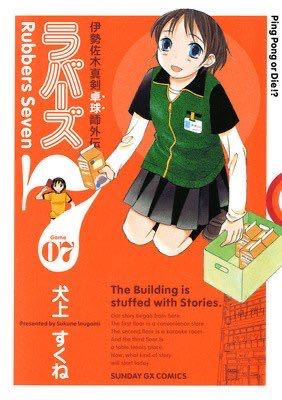 Ping Pong or Die!?
伊勢佐木真剣卓球師外伝
ラバーズ7
Rubbers Seven
Game
07
犬上すくね
Presented by Sukune Inugami
The Building is
stuffed with Stories.
Our story began from here.
The first floor is a convenience store.
The second floor is a karaoke room.
And the third floor is
a table tennis place.
Now, what kind of story
will start today
SUNDAY GX COMICS